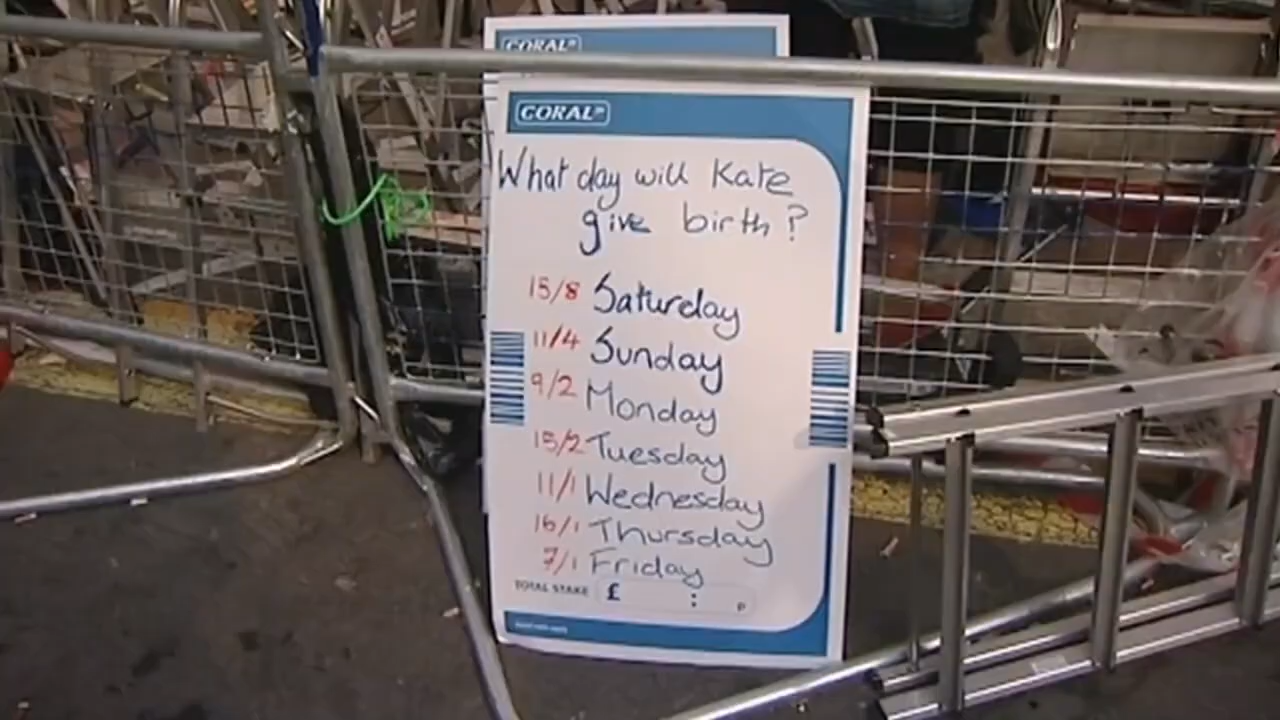 CORAL
CORAL
What day will Kate
give birth?
15/8 Saturday
11/4 Sunday
9/2 Monday
15/2 Tuesday
11/1 Wednesday
16/1 Thursday
7/1 Friday
TOTAL STAKE £ : P